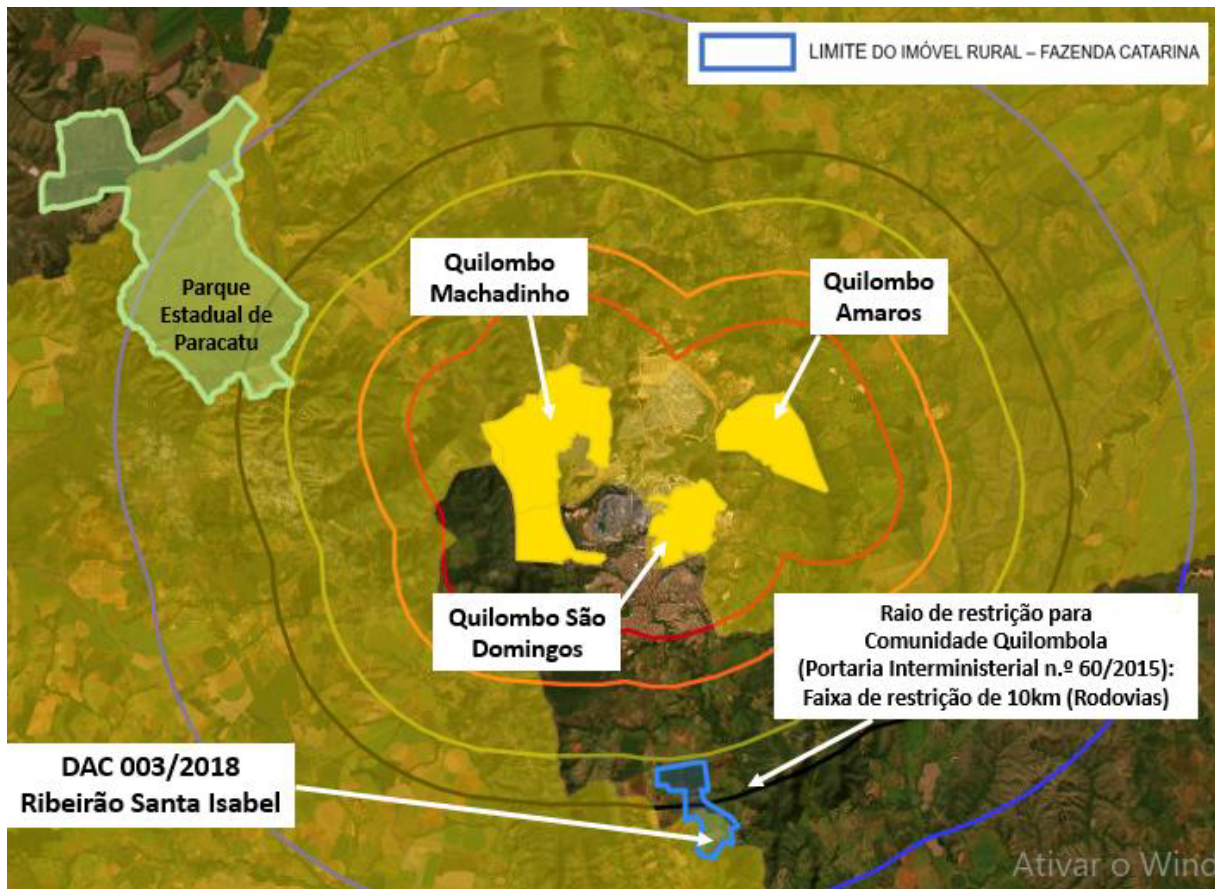 LIMITE DO IMÓVEL RURAL – FAZENDA CATARINA
Parque
Estadual de
Paracatu
Quilombo
Machadinho
Quilombo
Amaros
Quilombo São
Domingos
Raio de restrição para
Comunidade Quilombola
(Portaria Interministerial n.º 60/2015):
Faixa de restrição de 10km (Rodovias)
DAC 003/2018
Ribeirão Santa Isabel
Ativar o Wind